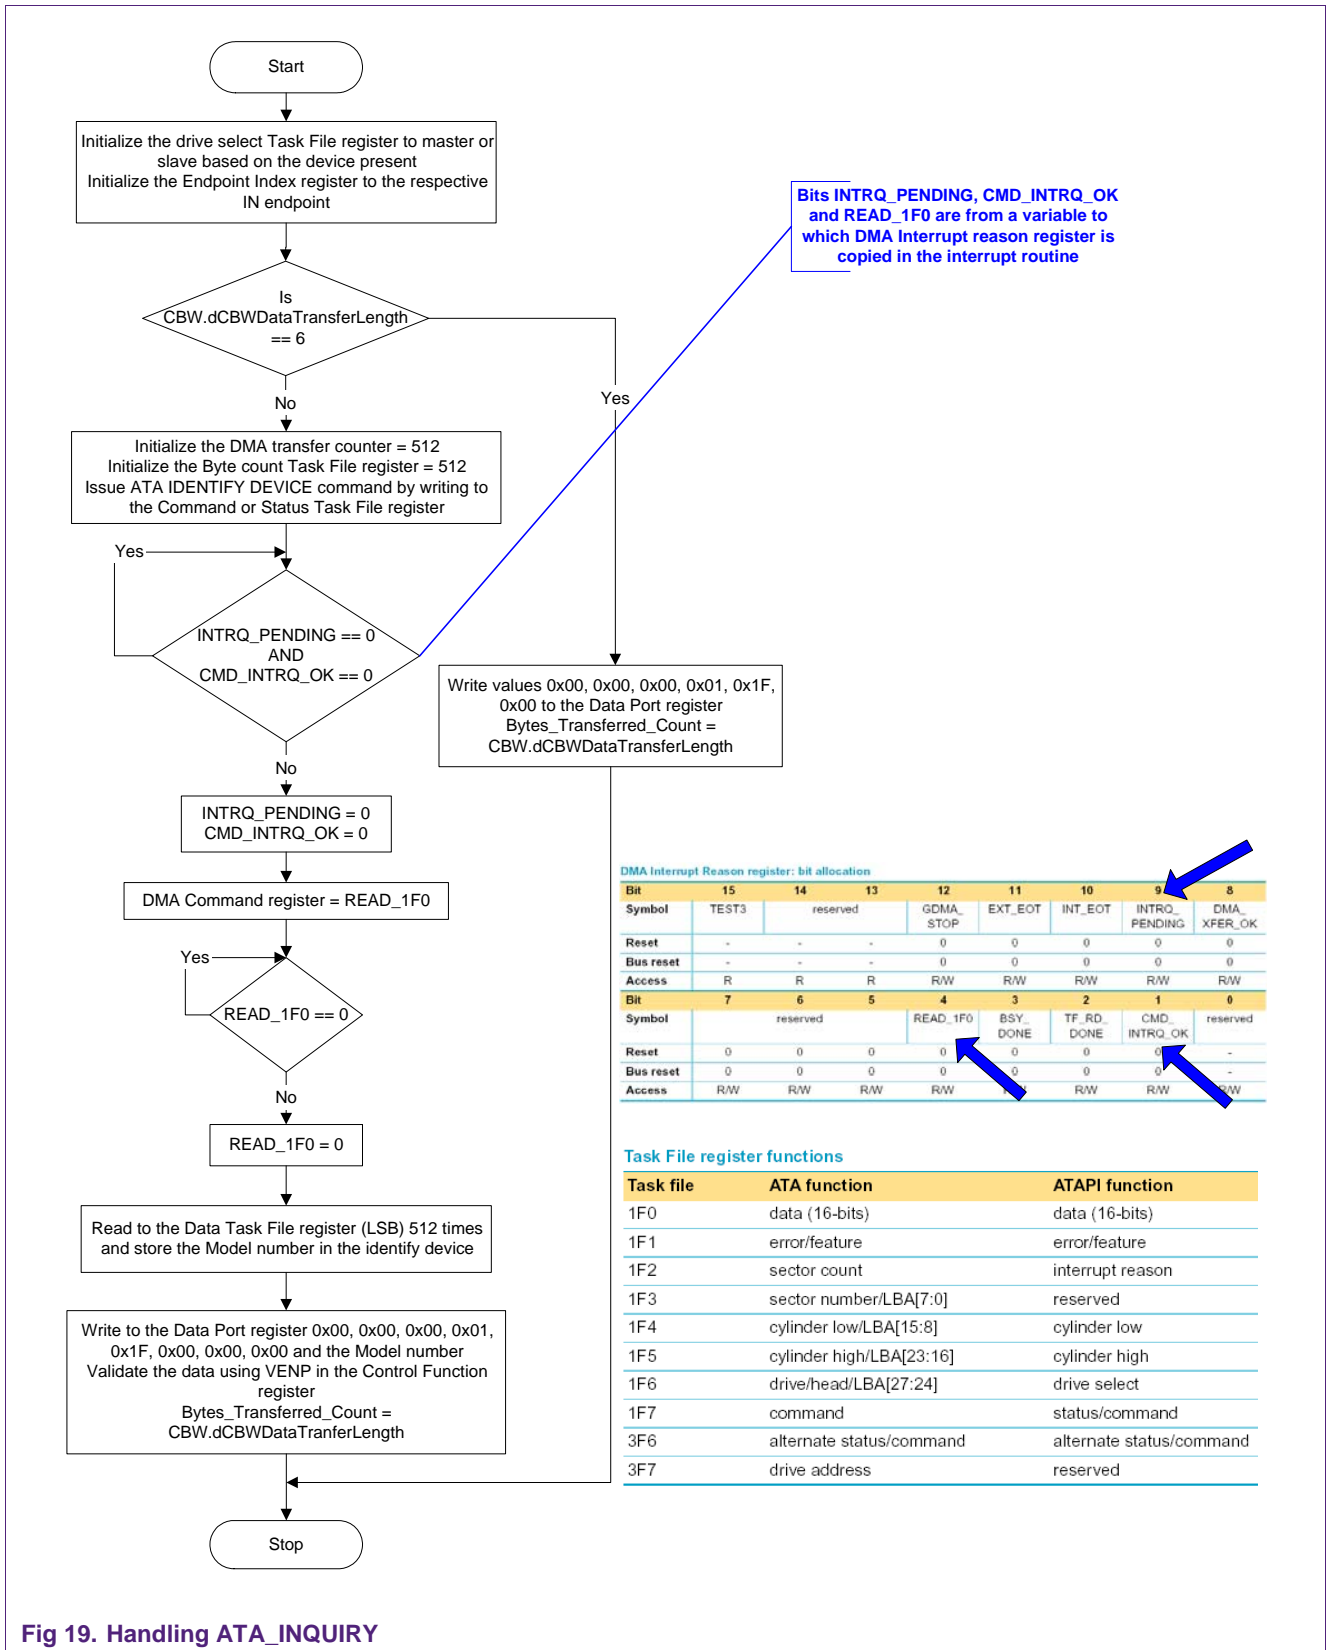 Start
Initialize the drive select Task File register to master or
slave based on the device present
Initialize the Endpoint Index register to the respective
IN endpoint
Bits INTRQ_PENDING, CMD_INTRQ_OK
and READ_1F0 are from a variable to
which DMA Interrupt reason register is
copied in the interrupt routine
Is
CBW.dCBWDataTransferLength
== 6
No
Yes
Initialize the DMA transfer counter = 512
Initialize the Byte count Task File register = 512
Issue ATA IDENTIFY DEVICE command by writing to
the Command or Status Task File register
Yes
INTRQ_PENDING == 0
AND
CMD_INTRQ_OK == 0
Write values 0x00, 0x00, 0x00, 0x01, 0x1F,
0x00 to the Data Port register
Bytes_Transferred_Count =
CBW.dCBWDataTransferLength
No
INTRQ_PENDING = 0
CMD_INTRQ_OK = 0
DMA Command register = READ_1F0
Yes
READ_1F0 == 0
No
READ_1F0 = 0
Read to the Data Task File register (LSB) 512 times
and store the Model number in the identify device
Write to the Data Port register 0x00, 0x00, 0x00, 0x01,
0x1F, 0x00, 0x00, 0x00 and the Model number
Validate the data using VENP in the Control Function
register
Bytes_Transferred_Count =
CBW.dCBWDataTranferLength
Stop
DMA Interrupt Reason register: bit allocation
Bit 15 14 13 12 11 10 9 8
Symbol TEST3 reserved GDMA_ EXT_EOT INT_EOT INTRQ_ DMA_
STOP PENDING XFER_OK
Reset - - - 0 0 0 0 0
Bus reset - - - 0 0 0 0 0
Access R R R R/W R/W R/W R/W R/W
Bit 7 6 5 4 3 2 1 0
Symbol reserved READ_1F0 BSY_ TF_RD_ CMD_ reserved
DONE DONE INTRQ_OK
Reset 0 0 0 0 0 0 0 -
Bus reset 0 0 0 0 0 0 0 -
Access R/W R/W R/W R/W R/W R/W R/W R/W
Task File register functions
Task file ATA function ATAPI function
1F0 data (16-bits) data (16-bits)
1F1 error/feature error/feature
1F2 sector count interrupt reason
1F3 sector number/LBA[7:0] reserved
1F4 cylinder low/LBA[15:8] cylinder low
1F5 cylinder high/LBA[23:16] cylinder high
1F6 drive/head/LBA[27:24] drive select
1F7 command status/command
3F6 alternate status/command alternate status/command
3F7 drive address reserved
Fig 19. Handling ATA_INQUIRY